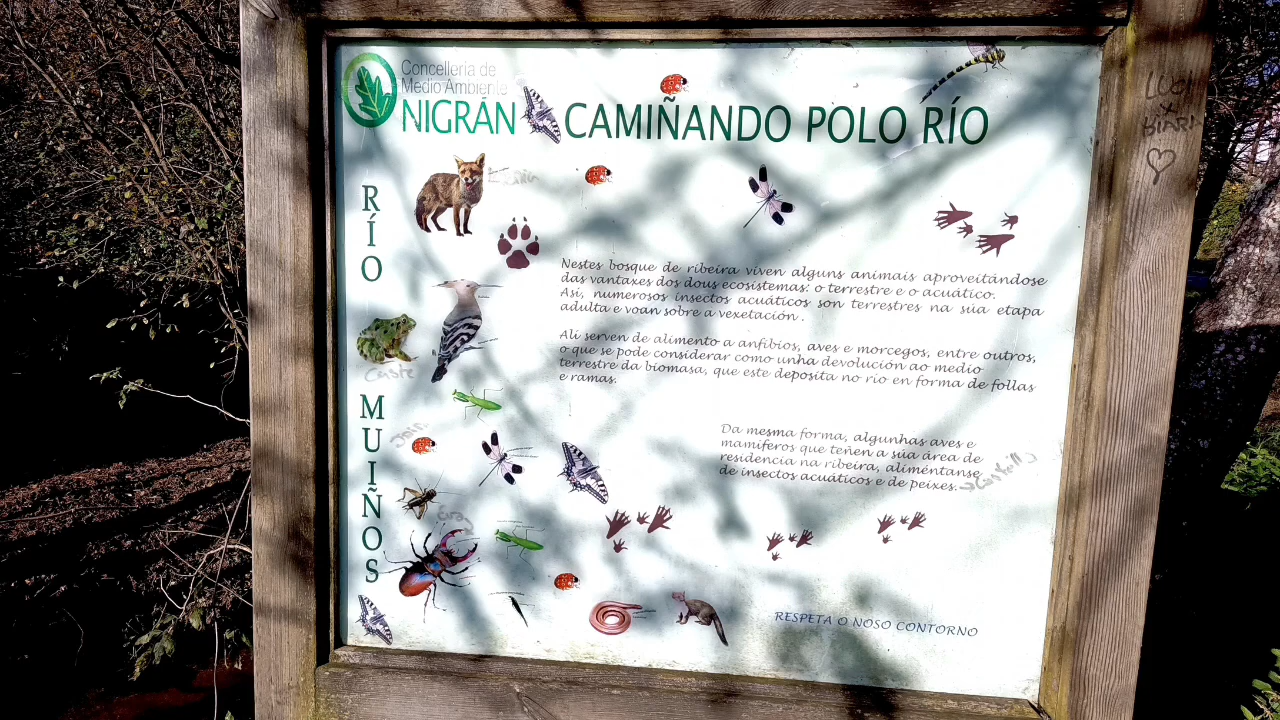 Concellería de
Medio Ambiente
NIGRÁN
CAMIÑANDO POLO RÍO
RÍO
MUIÑOS
Nestes bosque de ribeira viven alguns animais aproveitándose
das vantaxes dos dous ecosistemas: o terrestre e o acuático.
Asi, numerosos insectos acuáticos son terrestres na súa etapa
adulta e voan sobre a vexetación .
Alí serven de alimento a anfibios, aves e morcegos, entre outros,
o que se pode considerar como unha devolución ao medio
terrestre da biomasa, que este deposita no río en forma de follas
e ramas.
Da mesma forma, algunhas aves e
mamíferos que teñen a súa área de
residencia na ribeira, aliméntanse
de insectos acuáticos e de peixes.
RESPETA O NOSO CONTORNO